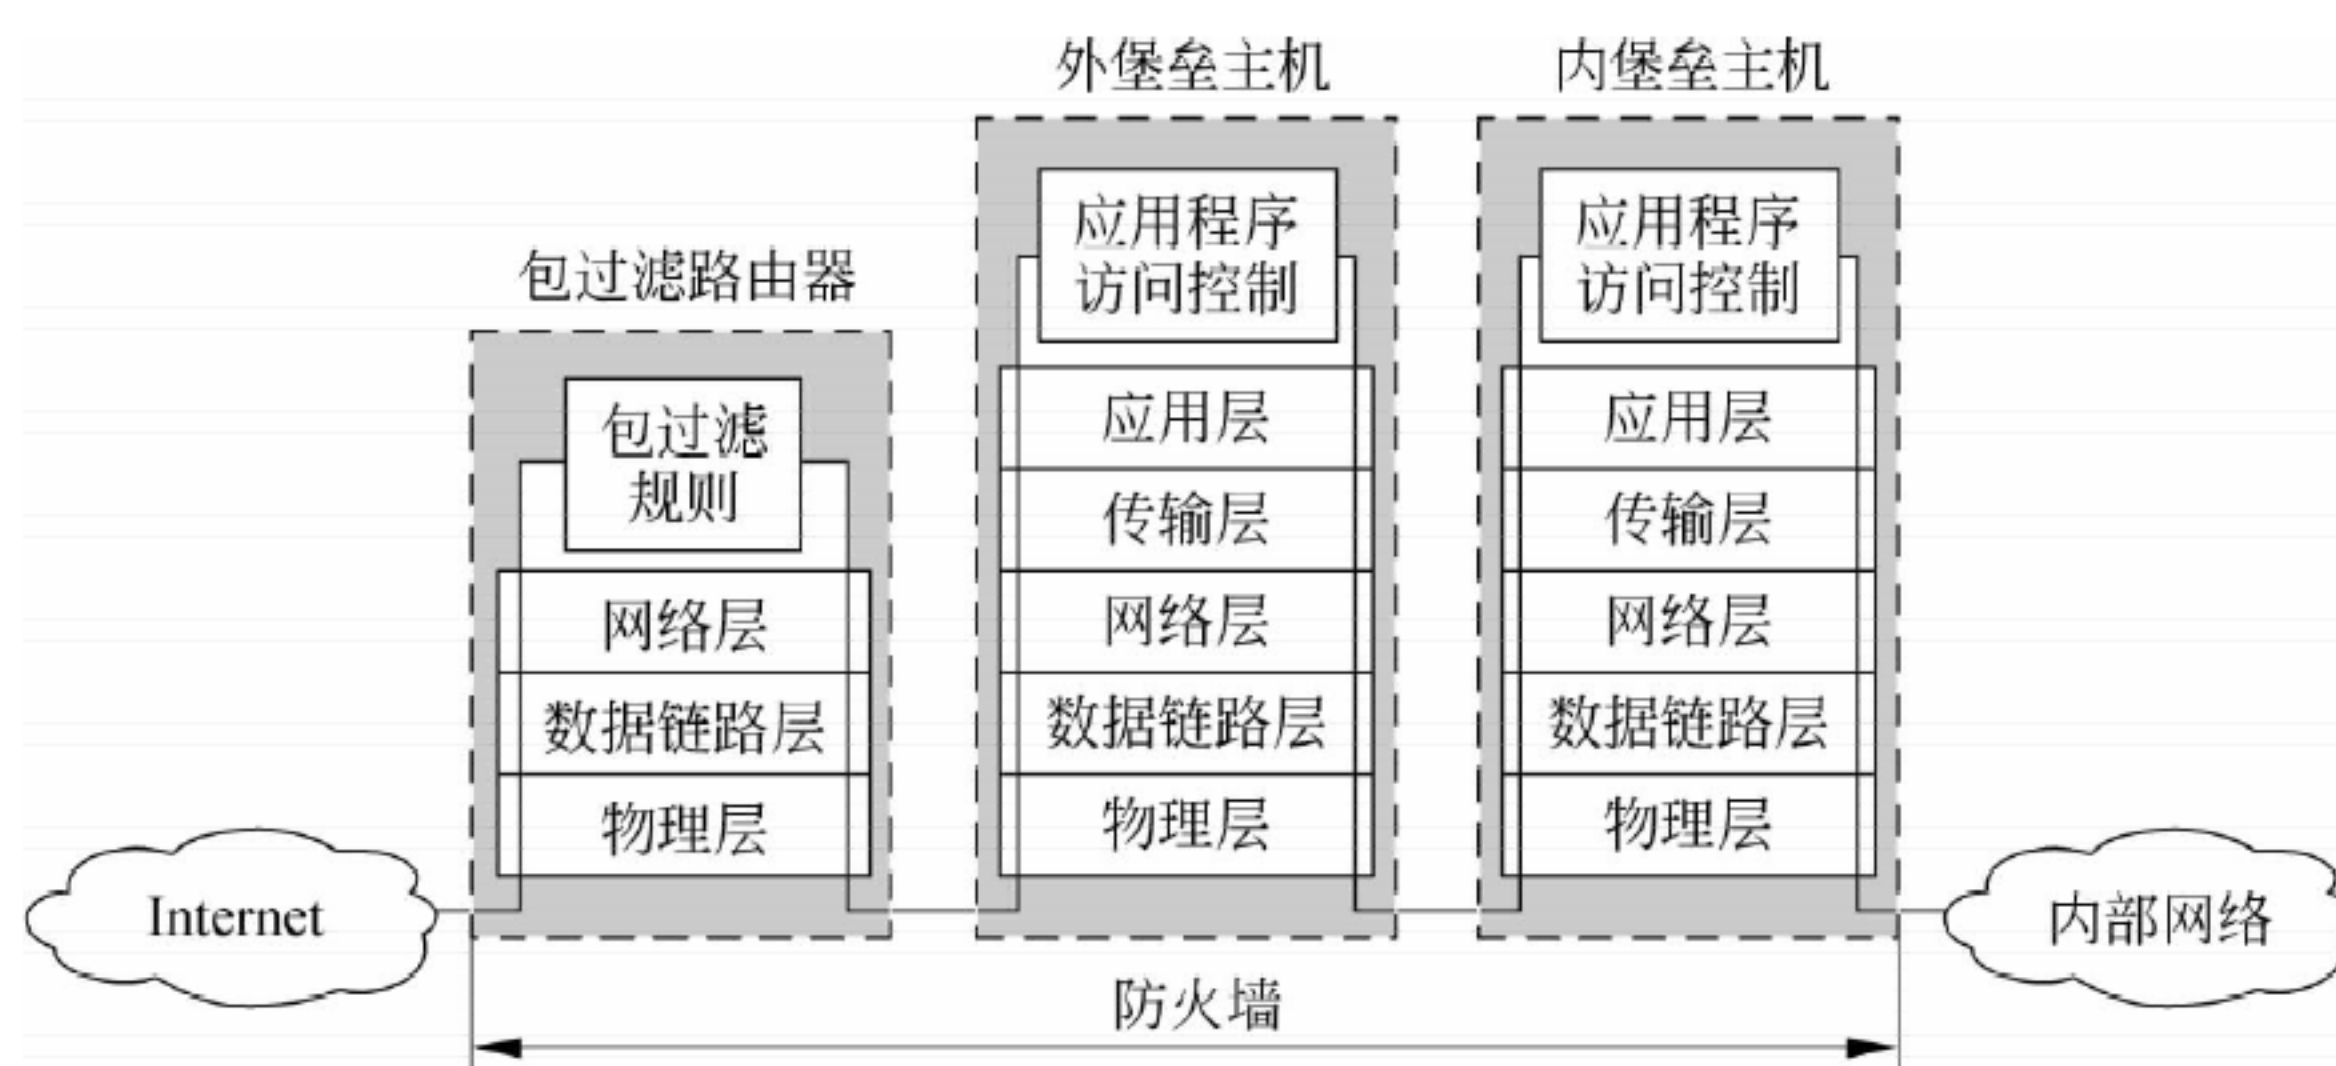 外堡垒主机
内堡垒主机
包过滤路由器
包过滤
规则
网络层
数据链路层
物理层
应用程序
访问控制
应用层
传输层
网络层
数据链路层
物理层
应用程序
访问控制
应用层
传输层
网络层
数据链路层
物理层
Internet
内部网络
防火墙